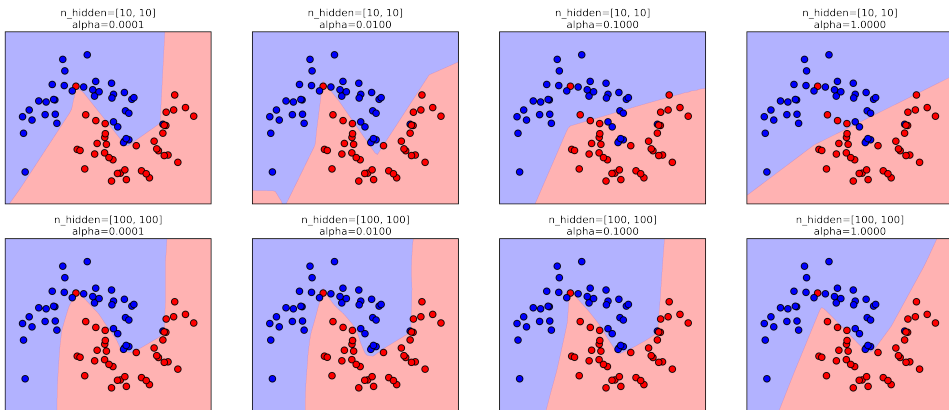 n_hidden=[10, 10]
alpha=0.0001
n_hidden=[10, 10]
alpha=0.0100
n_hidden=[10, 10]
alpha=0.1000
n_hidden=[10, 10]
alpha=1.0000
n_hidden=[100, 100]
alpha=0.0001
n_hidden=[100, 100]
alpha=0.0100
n_hidden=[100, 100]
alpha=0.1000
n_hidden=[100, 100]
alpha=1.0000